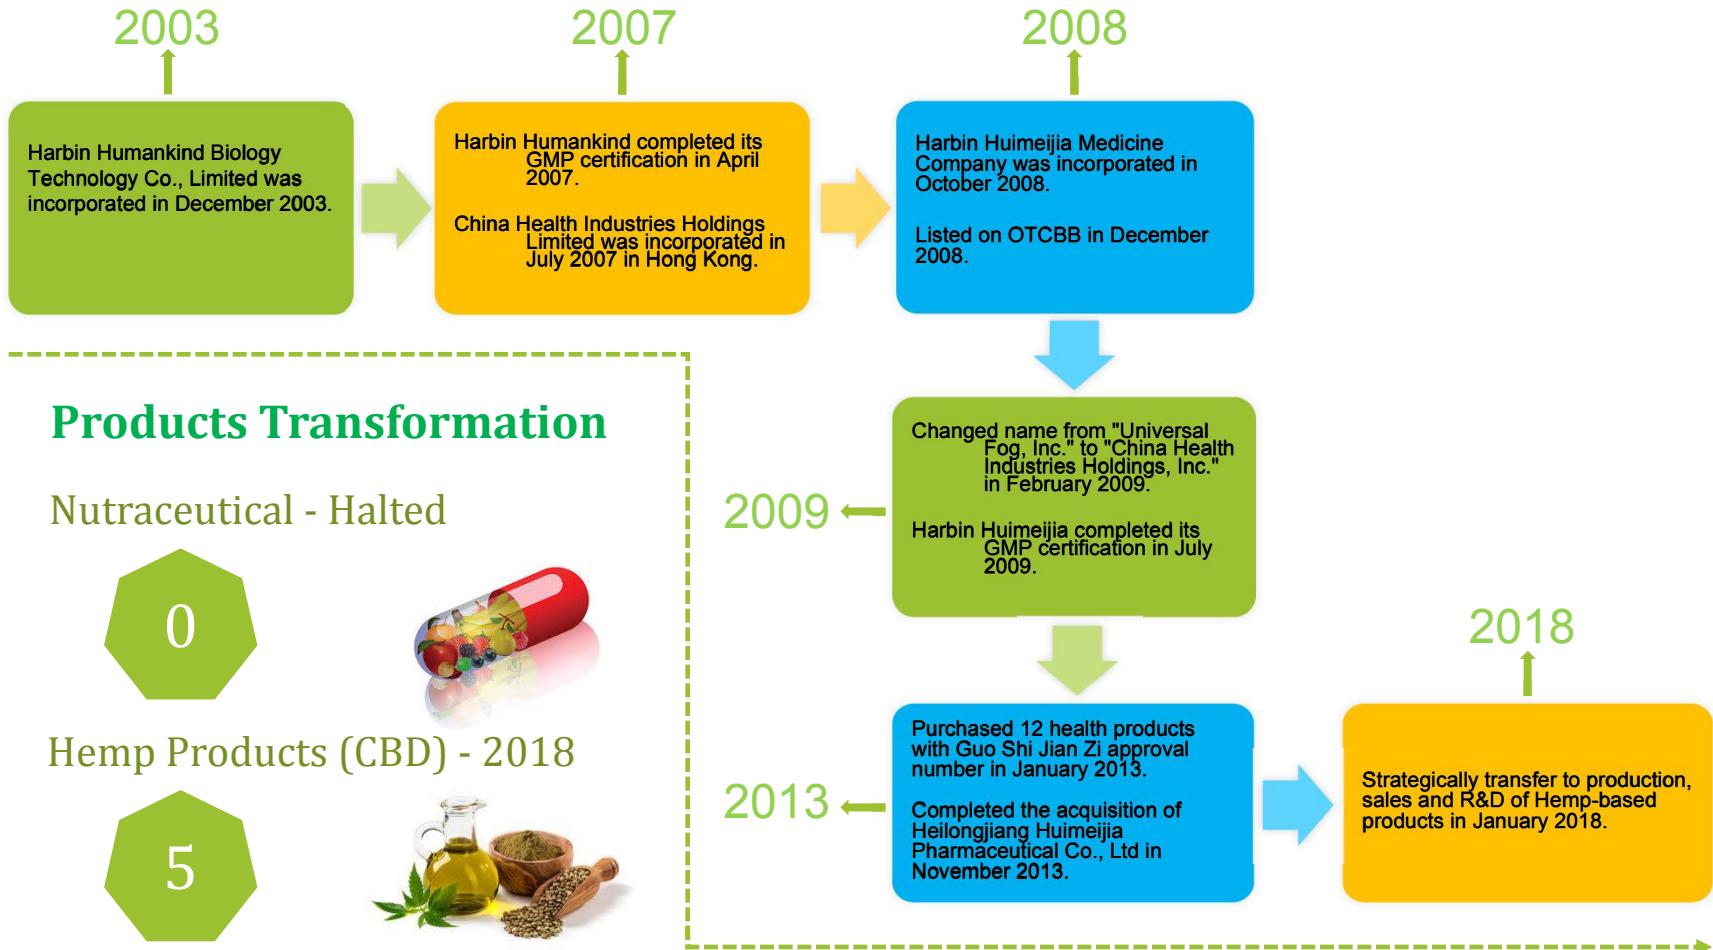 2003
Harbin Humankind Biology
Technology Co., Limited was
incorporated in December 2003.
2007
Harbin Humankind completed its
GMP certification in April
2007.
China Health Industries Holdings
Limited was incorporated in
July 2007 in Hong Kong.
2008
Harbin Huimeijia Medicine
Company was incorporated in
October 2008.
Listed on OTCBB in December
2008.
2009
Changed name from "Universal
Fog, Inc." to "China Health
Industries Holdings, Inc."
in February 2009.
Harbin Huimeijia completed its
GMP certification in July
2009.
2013
Purchased 12 health products
with Guo Shi Jian Zi approval
number in January 2013.
Completed the acquisition of
Heilongjiang Huimeijia
Pharmaceutical Co., Ltd in
November 2013.
2018
Strategically transfer to production,
sales and R&D of Hemp-based
products in January 2018.
Products Transformation
Nutraceutical - Halted
0
Hemp Products (CBD) - 2018
5